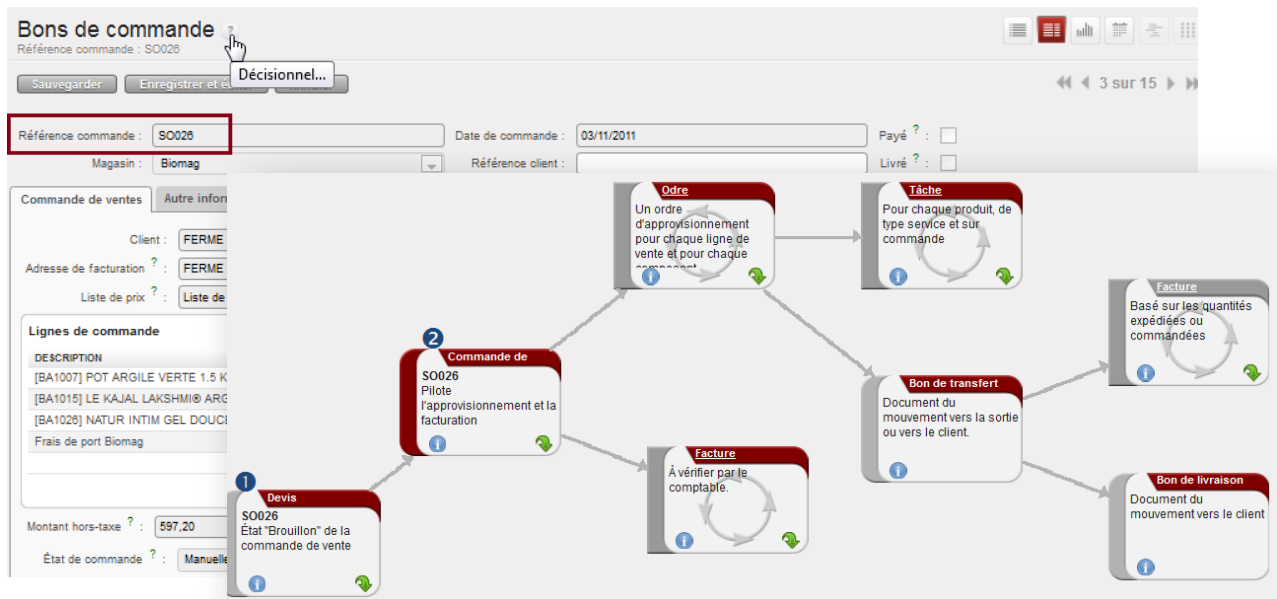 Bons de commande ?
Référence commande : SO026
Décisionnel...
Sauvegarder
Enregistrer et
3 sur 15
Référence commande : SO026
Date de commande : 03/11/2011
Payé ? :
Magasin : Biomag
Référence client :
Livré ? :
Commande de ventes
Autre inforr
Client : FERME
Adresse de facturation ? : FERME
Liste de prix ? : Liste de
Lignes de commande
DESCRIPTION
[BA1007] POT ARGILE VERTE 1.5 K
[BA1015] LE KAJAL LAKSHMI® ARG
[BA1026] NATUR INTIM GEL DOUCE
Frais de port Biomag
Montant hors-taxe ? : 597,20
État de commande ? : Manuelle
1
Devis
SO026
État "Brouillon" de la
commande de vente
2
Commande de
SO026
Pilote
l'approvisionnement et la
facturation
Odre
Un ordre
d'approvisionnement
pour chaque ligne de
vente et pour chaque
composant
Tâche
Pour chaque produit, de
type service et sur
commande
Facture
À vérifier par le
comptable.
Bon de transfert
Document du
mouvement vers la sortie
ou vers le client.
Facture
Basé sur les quantités
expédiées ou
commandées
Bon de livraison
Document du
mouvement vers le client